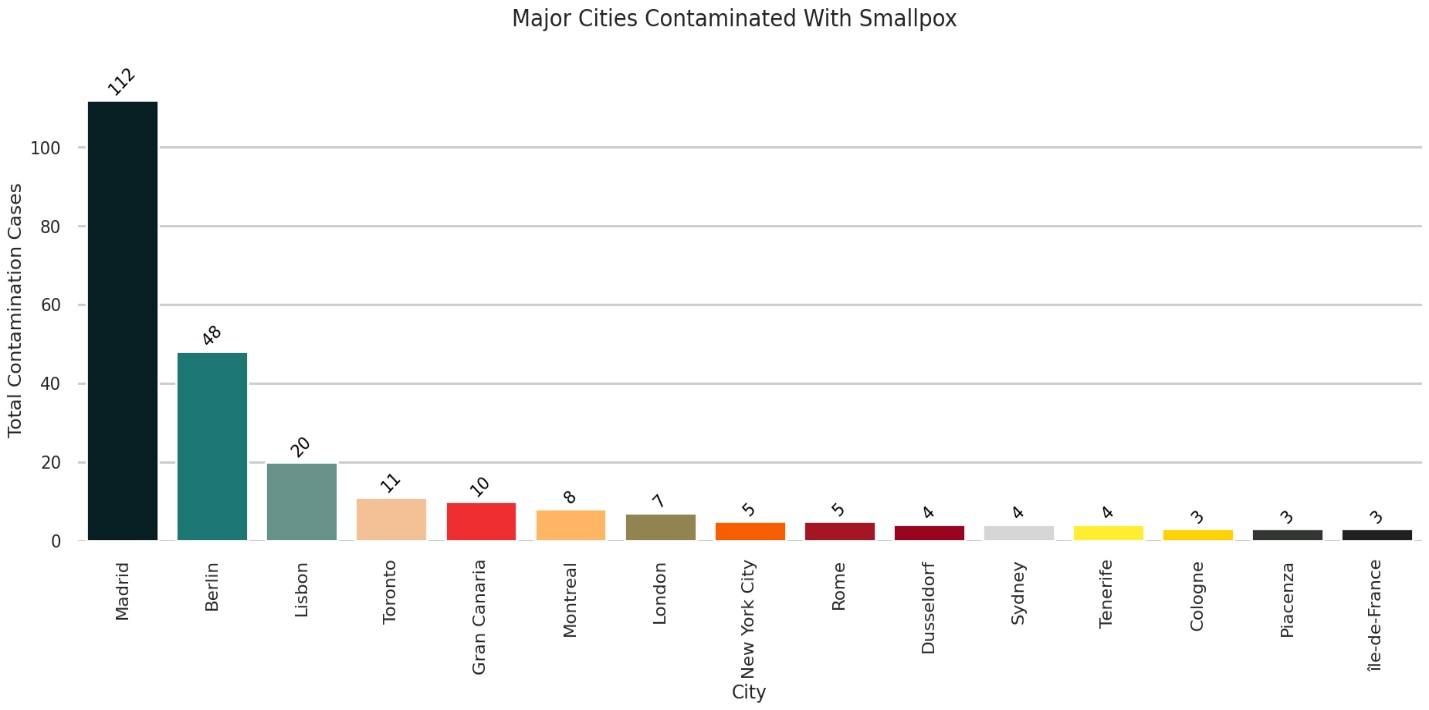 Major Cities Contaminated With Smallpox
Total Contamination Cases
100
80
60
40
20
0
112
48
20
11
10
8
7
5
5
4
4
4
3
3
3
Madrid
Berlin
Lisbon
Toronto
Gran Canaria
Montreal
London
New York City
Rome
Dusseldorf
Sydney
Tenerife
Cologne
Piacenza
île-de-France
City